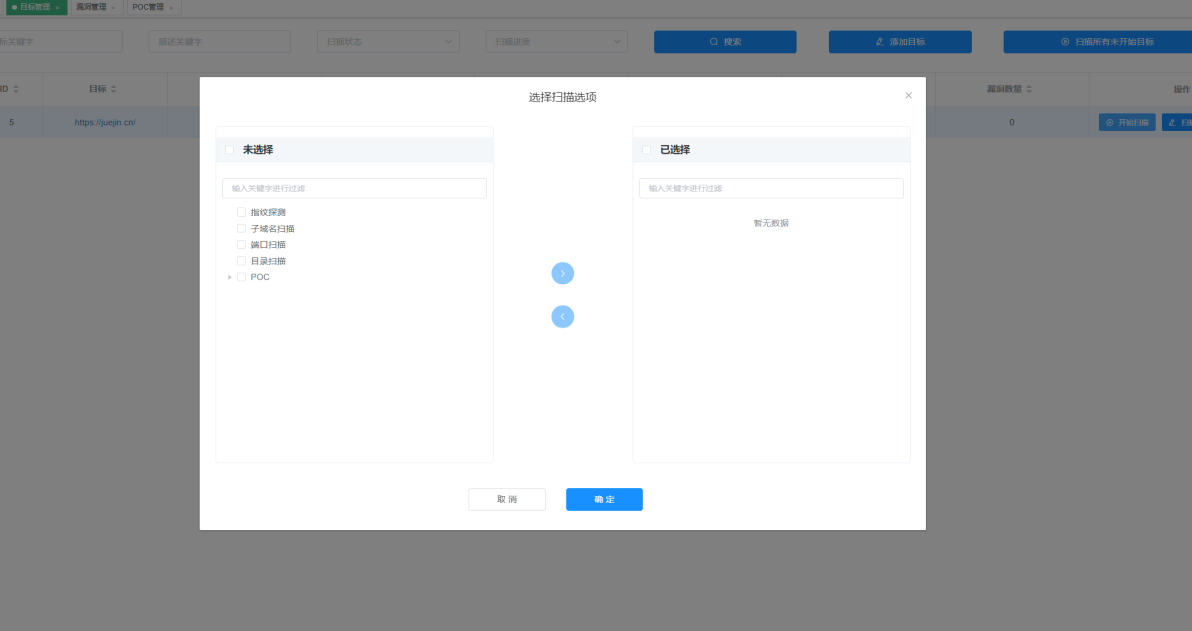 目标管理 × 漏洞管理 × POC管理 ×
标关键字 描述关键字 扫描状态 扫描进度 搜索 添加目标 扫描所有未开始目标
ID 目标 漏洞数量 操作
5 https://juejin.cn/ 0 开始扫描
选择扫描选项 ×
未选择 已选择
输入关键字进行过滤 输入关键字进行过滤
指纹探测 暂无数据
子域名扫描
端口扫描
目录扫描
POC
取消 确定